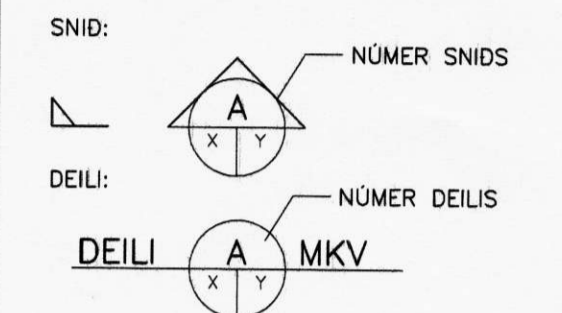 SNIÐ:
NÚMER SNIÐS
A
X Y
DEILI:
NÚMER DEILIS
DEILI A MKV
X Y